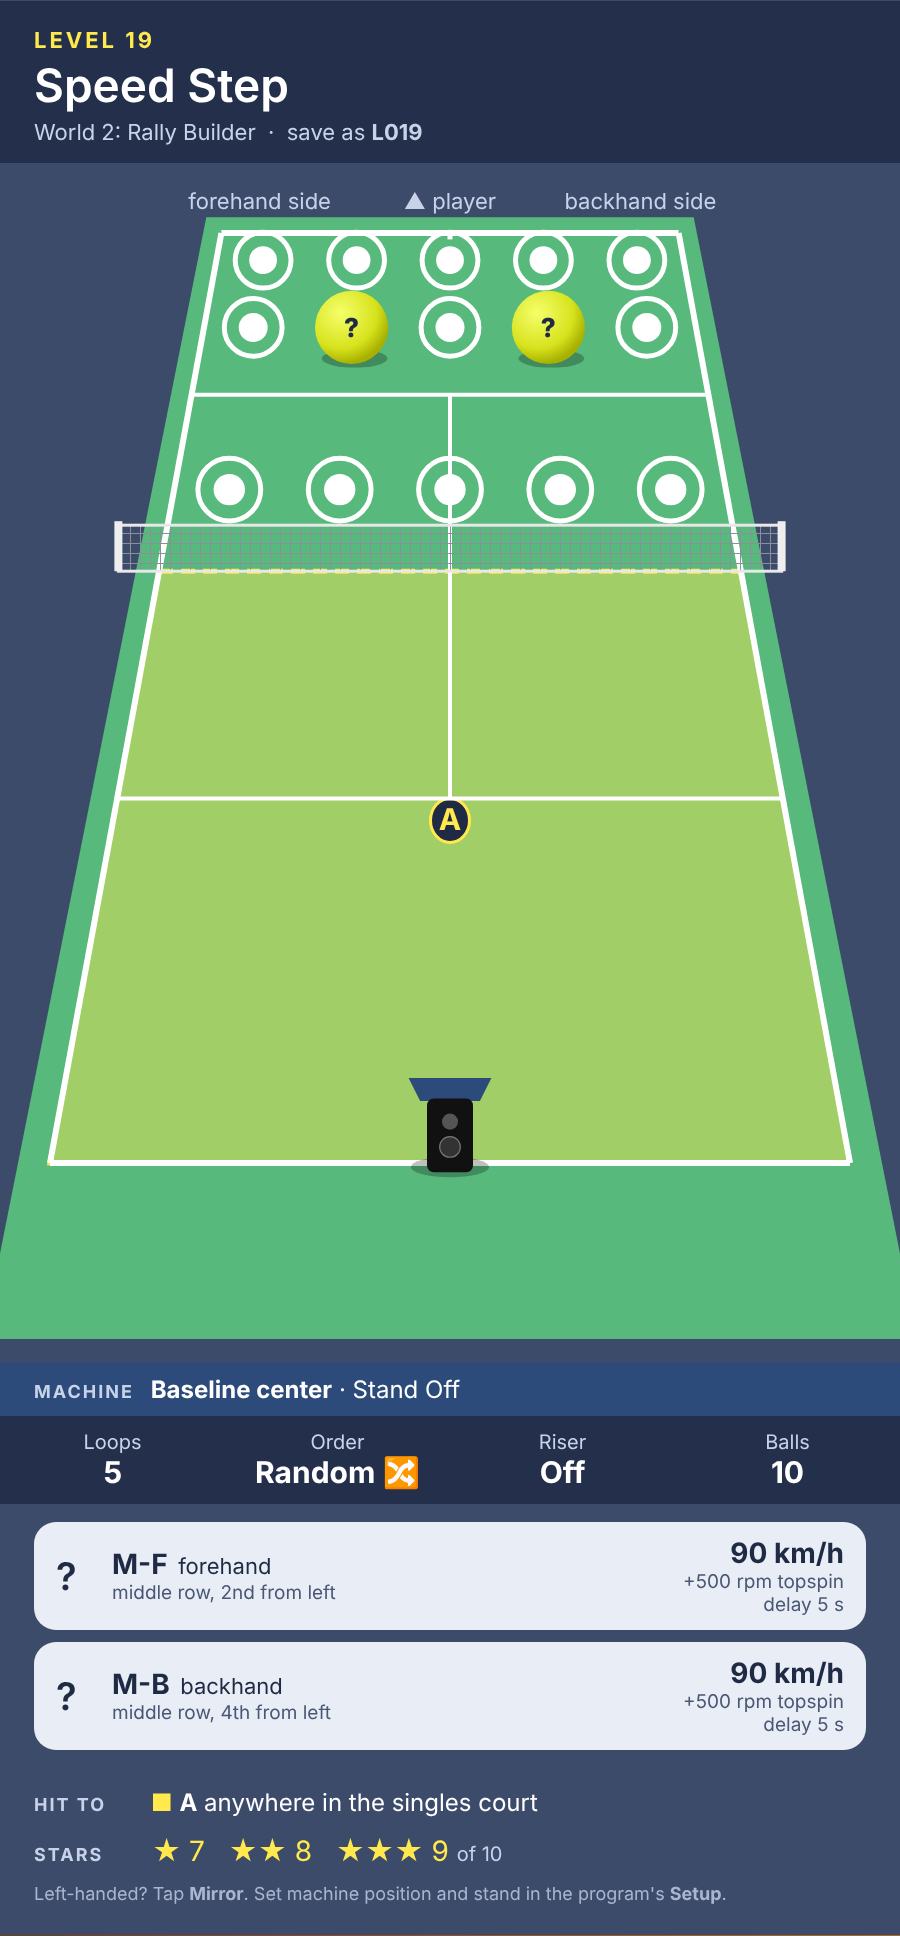 LEVEL 19
Speed Step
World 2: Rally Builder · save as L019
forehand side ▲ player backhand side
? ?
A
MACHINE Baseline center · Stand Off
Loops Order Riser Balls
5 Random 🔀 Off 10
? M-F forehand 90 km/h
middle row, 2nd from left +500 rpm topspin
delay 5 s
? M-B backhand 90 km/h
middle row, 4th from left +500 rpm topspin
delay 5 s
HIT TO A anywhere in the singles court
STARS ★ 7 ★★ 8 ★★★ 9 of 10
Left-handed? Tap Mirror. Set machine position and stand in the program's Setup.